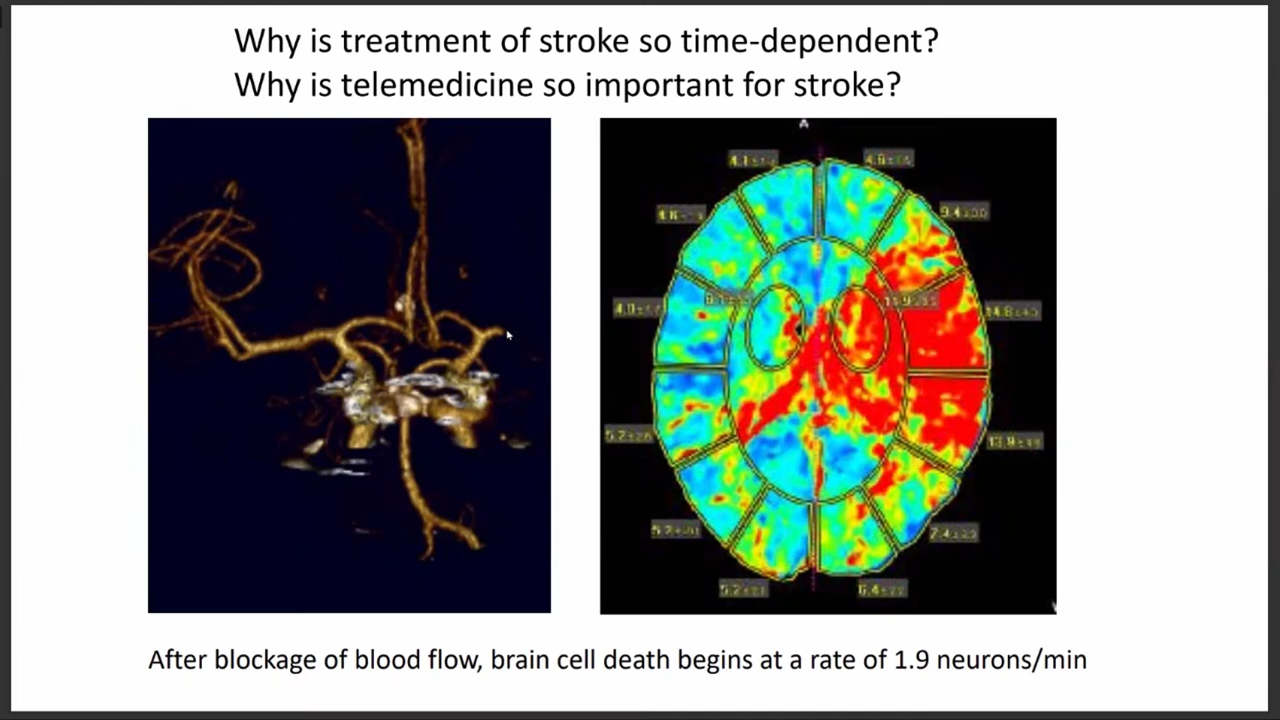 Why is treatment of stroke so time-dependent?
Why is telemedicine so important for stroke?
A
After blockage of blood flow, brain cell death begins at a rate of 1.9 neurons/min